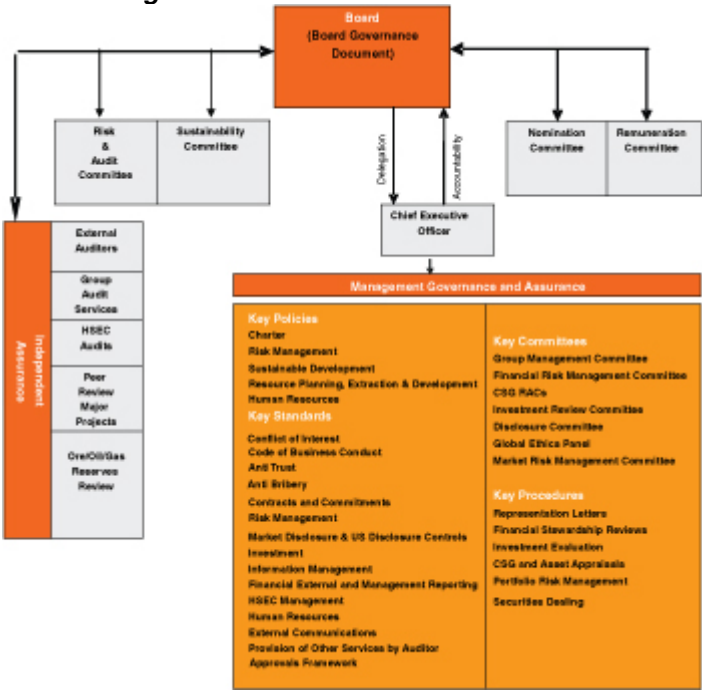 Board
(Board Governance
Document)
Risk
&
Audit
Committee
Sustainability
Committee
Delegation
Accountability
Nomination
Committee
Remuneration
Committee
Chief Executive
Officer
Independent
Assurance
External
Auditors
Group
Audit
Services
HSEC
Audits
Peer
Review
Major
Projects
Ore/Oil/Gas
Reserves
Review
Management Governance and Assurance
Key Policies
Charter
Risk Management
Sustainable Development
Resource Planning, Extraction & Development
Human Resources
Key Standards
Conflict of Interest
Code of Business Conduct
Anti Trust
Anti Bribery
Contracts and Commitments
Risk Management
Market Disclosure & US Disclosure Controls
Investment
Information Management
Financial External and Management Reporting
HSEC Management
Human Resources
External Communications
Provision of Other Services by Auditor
Approvals Framework
Key Committees
Group Management Committee
Financial Risk Management Committee
CSG RACs
Investment Review Committee
Disclosure Committee
Global Ethics Panel
Market Risk Management Committee
Key Procedures
Representation Letters
Financial Stewardship Reviews
Investment Evaluation
CSG and Asset Appraisals
Portfolio Risk Management
Securities Dealing